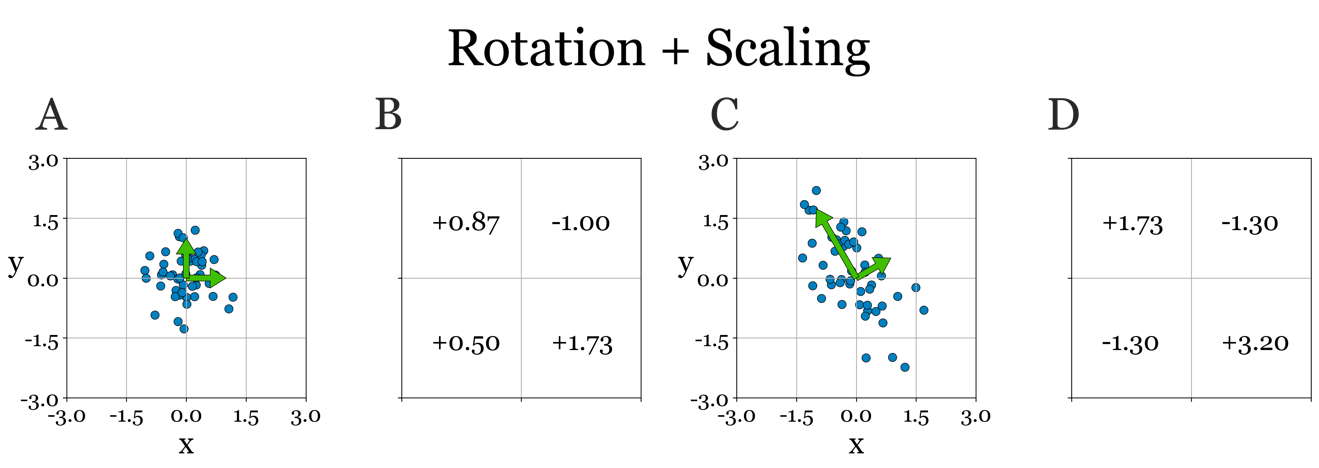 Rotation + Scaling
A
B
C
D
3.0
1.5
y
0.0
-1.5
-3.0
-3.0 -1.5 0.0 1.5 3.0
x
+0.87 -1.00
+0.50 +1.73
3.0
1.5
y
0.0
-1.5
-3.0
-3.0 -1.5 0.0 1.5 3.0
x
+1.73 -1.30
-1.30 +3.20